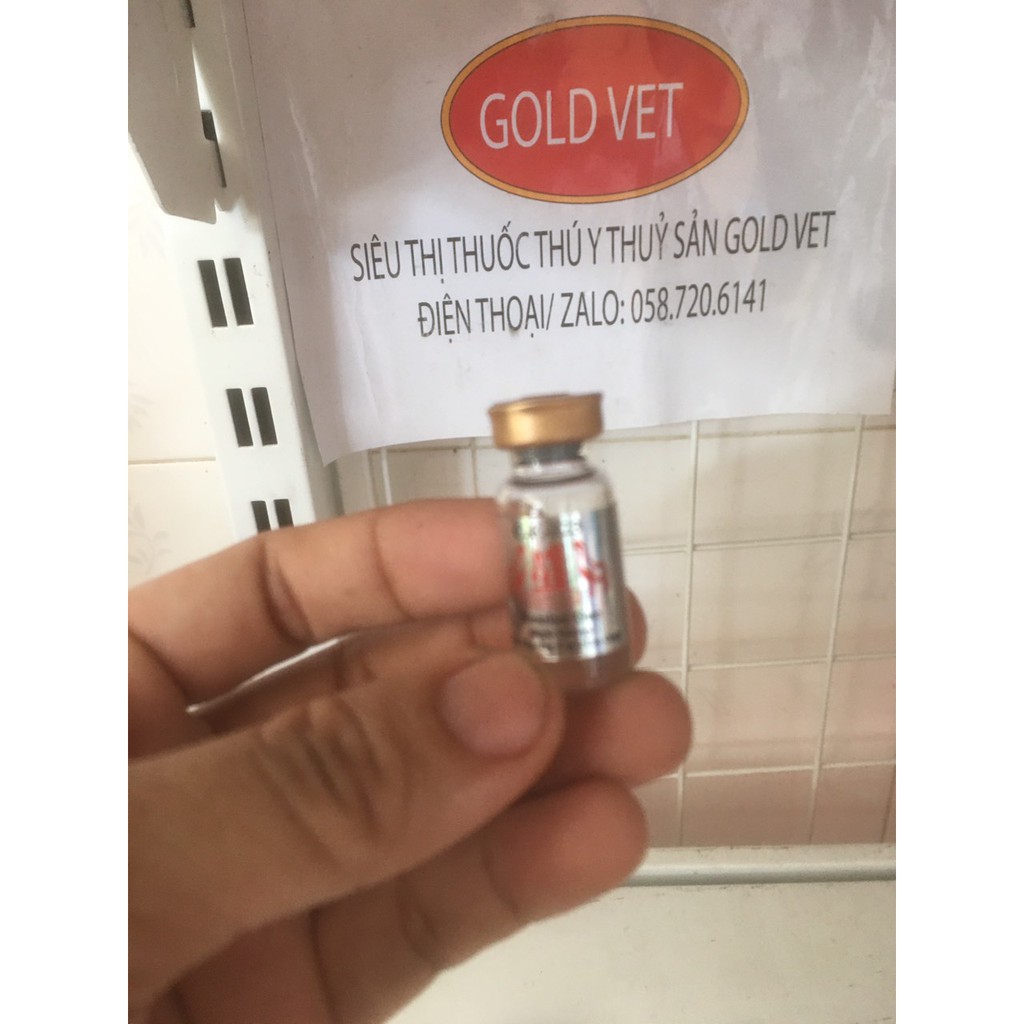 GOLD VET
SIÊU THỊ THUỐC THÚ Y THUỶ SẢN GOLD VET
ĐIỆN THOẠI/ ZALO: 058.720.6141